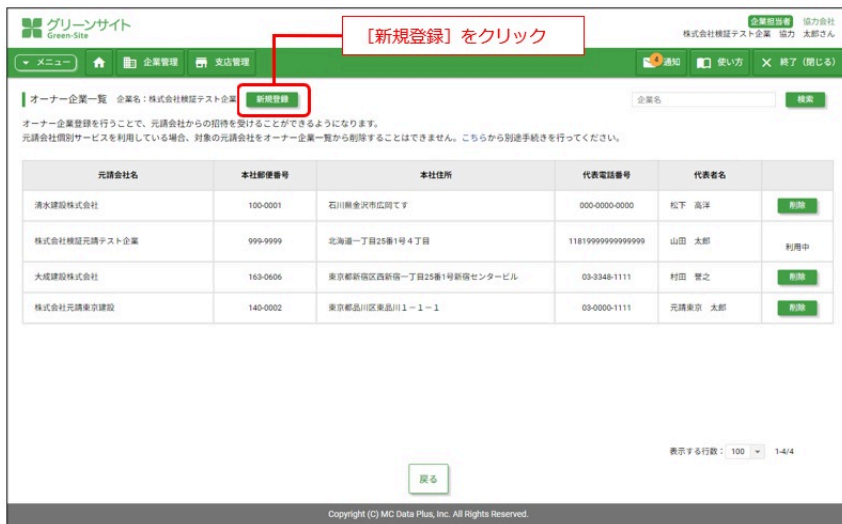 グリーンサイト
Green-Site
［新規登録］をクリック
企業担当者 協力会社
株式会社検証テスト企業 協力 太郎さん
メニュー 企業管理 支店管理 4 通知 使い方 × 終了（閉じる）
オーナー企業一覧 企業名：株式会社検証テスト企業 新規登録 企業名 検索
オーナー企業登録を行うことで、元請会社からの招待を受けることができるようになります。
元請会社個別サービスを利用している場合、対象の元請会社をオーナー企業一覧から削除することはできません。こちらから別途手続きを行ってください。
元請会社名 本社郵便番号 本社住所 代表電話番号 代表者名
清水建設株式会社 100-0001 石川県金沢市広岡てす 000-0000-0000 松下 高洋 削除
株式会社検証元請テスト企業 999-9999 北海道一丁目25番1号４丁目 11819999999999999 山田 太郎 利用中
大成建設株式会社 163-0606 東京都新宿区西新宿一丁目25番1号新宿センタービル 03-3348-1111 村田 誉之 削除
株式会社元請東京建設 140-0002 東京都品川区東品川１－１－１ 03-0000-1111 元請東京 太郎 削除
表示する行数： 100 1-4/4
戻る
Copyright (C) MC Data Plus, Inc. All Rights Reserved.